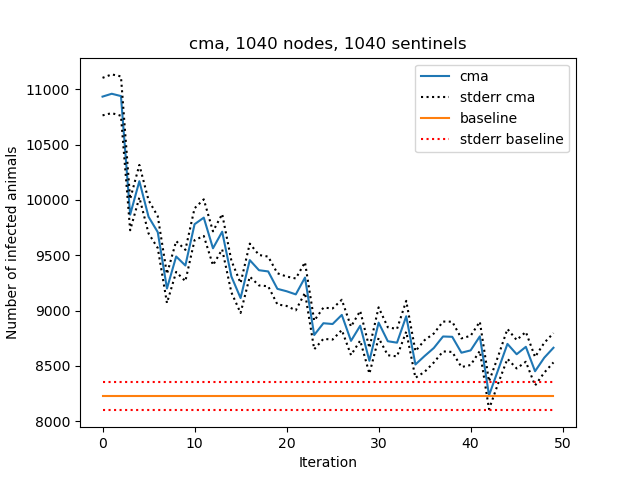 cma, 1040 nodes, 1040 sentinels
cma
stderr cma
baseline
stderr baseline
Number of infected animals
11000
10500
10000
9500
9000
8500
8000
0 10 20 30 40 50
Iteration